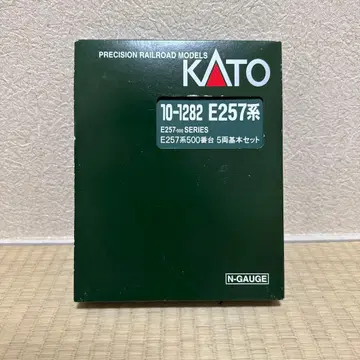 PRECISION RAILROAD MODELS
KATO
10-1282 E257系
E257-500 SERIES
E257系500番台 5両基本セット
N-GAUGE